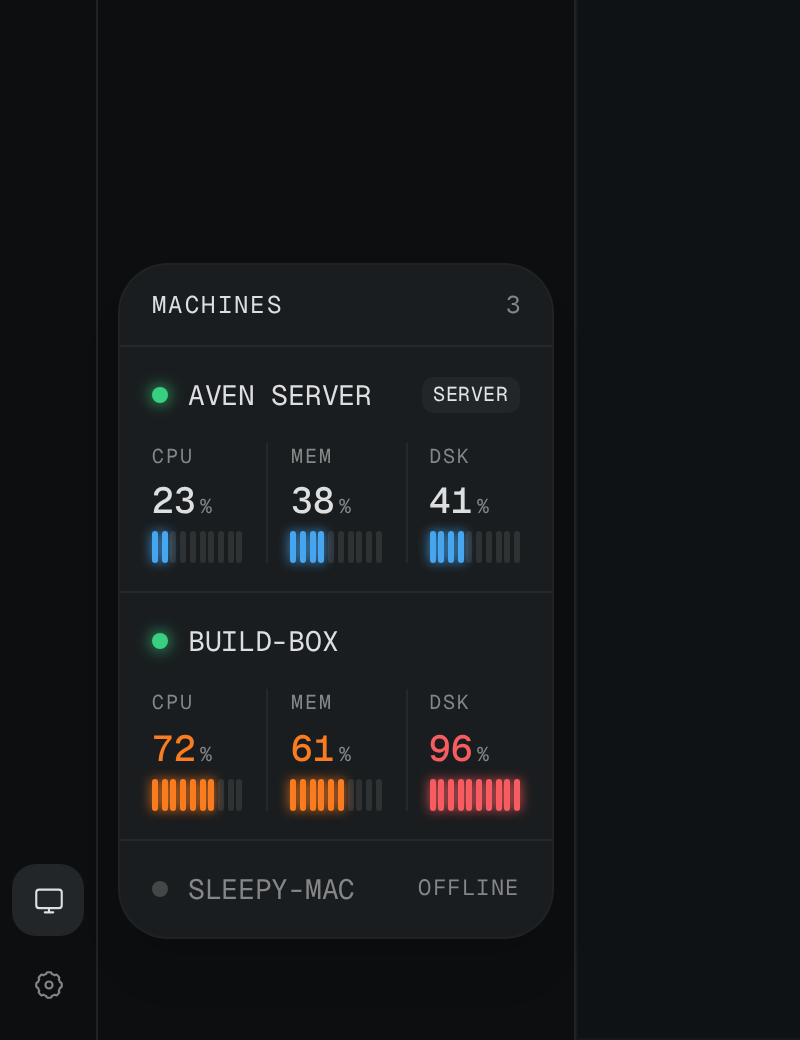 MACHINES 3
AVEN SERVER SERVER
CPU MEM DSK
23% 38% 41%
BUILD-BOX
CPU MEM DSK
72% 61% 96%
SLEEPY-MAC OFFLINE